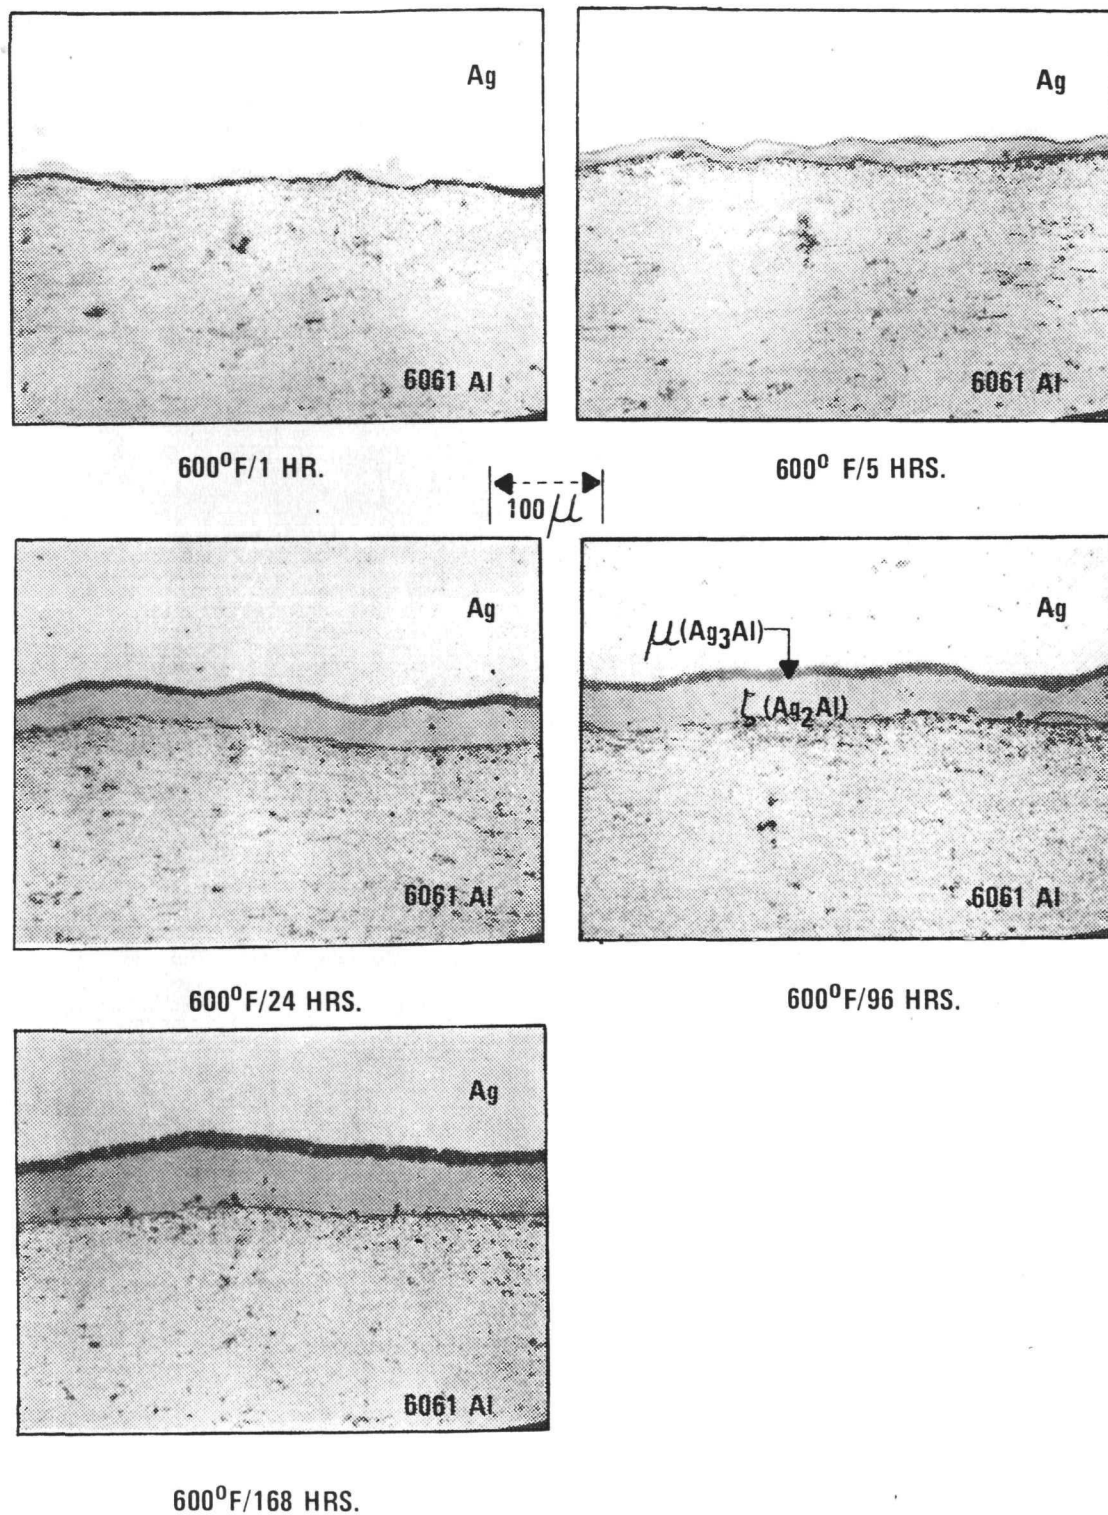 Ag
6061 Al
600⁰F/1 HR.
Ag
6061 Al
600⁰ F/5 HRS.
100 μ
Ag
6061 Al
600⁰F/24 HRS.
Ag
μ(Ag₃Al)
ζ (Ag₂Al)
6061 Al
600⁰F/96 HRS.
Ag
6061 Al
600⁰F/168 HRS.